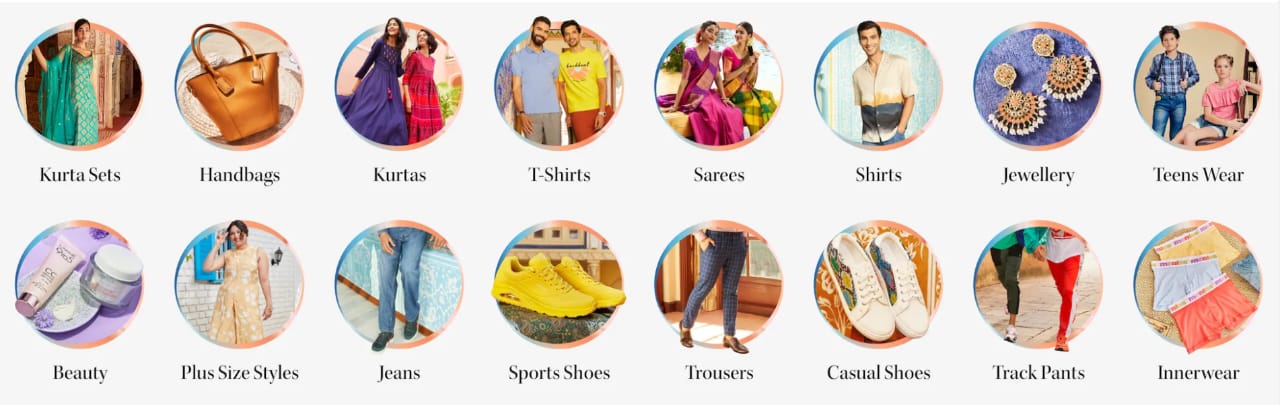 Kurta Sets
Handbags
Kurtas
T-Shirts
Sarees
Shirts
Jewellery
Teens Wear
Beauty
Plus Size Styles
Jeans
Sports Shoes
Trousers
Casual Shoes
Track Pants
Innerwear